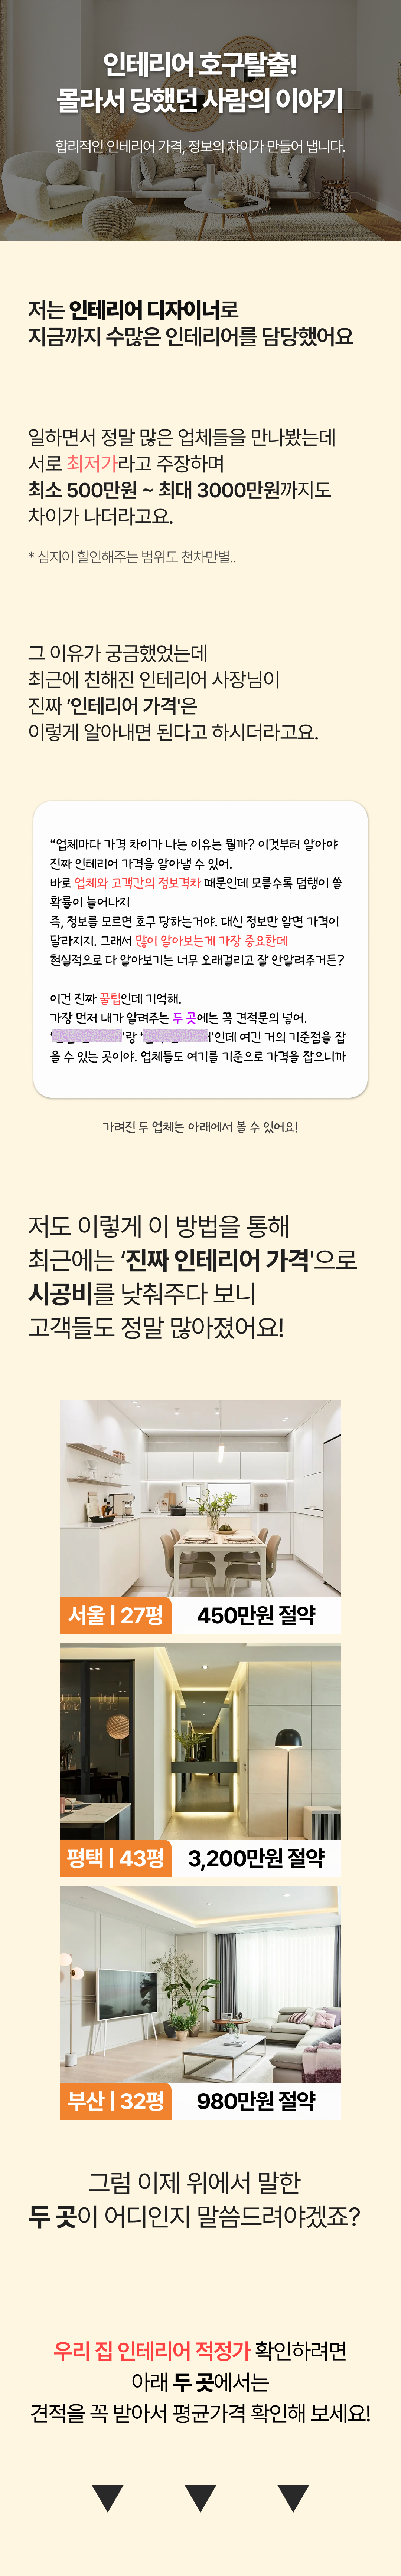 인테리어 호구탈출!
몰라서 당했던 사람의 이야기
합리적인 인테리어 가격, 정보의 차이가 만들어 냅니다.
저는 인테리어 디자이너로
지금까지 수많은 인테리어를 담당했어요
일하면서 정말 많은 업체들을 만나봤는데
서로 최저가라고 주장하며
최소 500만원 ~ 최대 3000만원까지도
차이가 나더라고요.
* 심지어 할인해주는 범위도 천차만별..
그 이유가 궁금했었는데
최근에 친해진 인테리어 사장님이
진짜 '인테리어 가격'은
이렇게 알아내면 된다고 하시더라고요.
“업체마다 가격 차이가 나는 이유는 뭘까? 이것부터 알아야
진짜 인테리어 가격을 알아낼 수 있어.
바로 업체와 고객간의 정보격차 때문인데 모를수록 덤탱이 쓸
확률이 늘어나지
즉, 정보를 모르면 호구 당하는거야. 대신 정보만 알면 가격이
달라지지. 그래서 많이 알아보는게 가장 중요한데
현실적으로 다 알아보기는 너무 오래걸리고 잘 안알려주거든?
이건 진짜 꿀팁인데 기억해.
가장 먼저 내가 알려주는 두 곳에는 꼭 견적문의 넣어.
'랑 ' '인데 여긴 거의 기준점을 잡
을 수 있는 곳이야. 업체들도 여기를 기준으로 가격을 잡으니까
가려진 두 업체는 아래에서 볼 수 있어요!
저도 이렇게 이 방법을 통해
최근에는 '진짜 인테리어 가격'으로
시공비를 낮춰주다 보니
고객들도 정말 많아졌어요!
서울 | 27평 450만원 절약
평택 | 43평 3,200만원 절약
부산 | 32평 980만원 절약
그럼 이제 위에서 말한
두 곳이 어디인지 말씀드려야겠죠?
우리 집 인테리어 적정가 확인하려면
아래 두 곳에서는
견적을 꼭 받아서 평균가격 확인해 보세요!